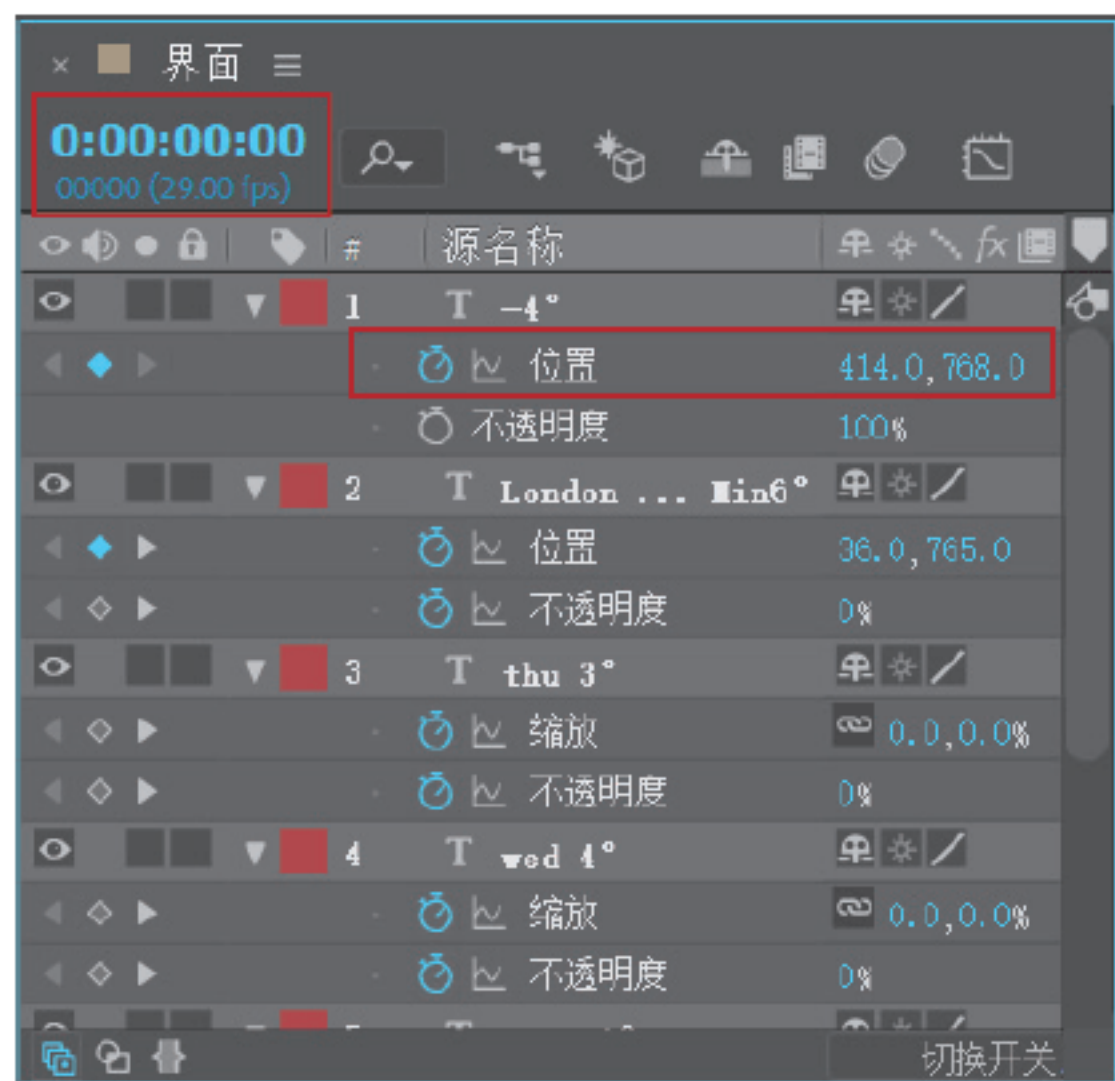 × 界面
0:00:00:00
00000 (29.00 fps)
# 源名称 fx
1 T -4°
位置 414.0,768.0
不透明度 100%
2 T London ... Min6°
位置 36.0,765.0
不透明度 0%
3 T thu 3°
缩放 0.0,0.0%
不透明度 0%
4 T wed 4°
缩放 0.0,0.0%
不透明度 0%
切换开关